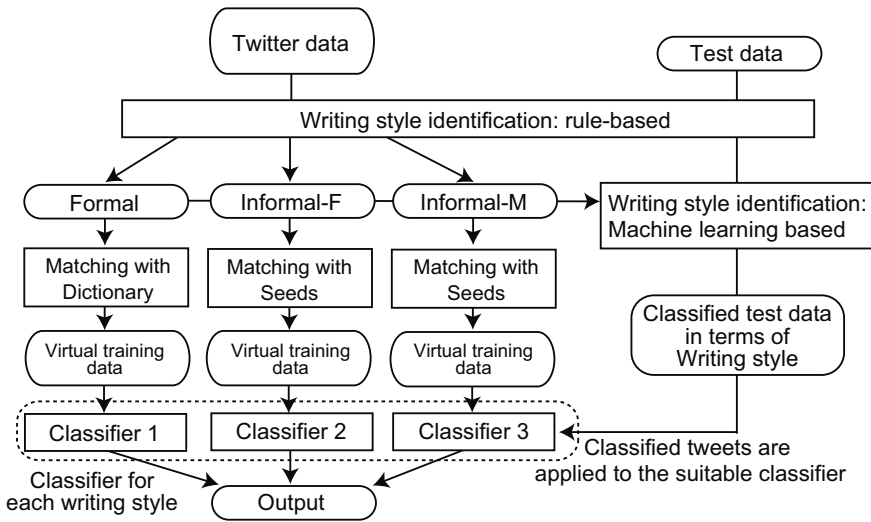 Twitter data
Test data
Writing style identification: rule-based
Formal
Informal-F
Informal-M
Writing style identification:
Machine learning based
Matching with
Dictionary
Matching with
Seeds
Matching with
Seeds
Classified test data
in terms of
Writing style
Virtual training
data
Virtual training
data
Virtual training
data
Classifier 1
Classifier 2
Classifier 3
Classified tweets are
applied to the suitable classifier
Classifier for
each writing style
Output